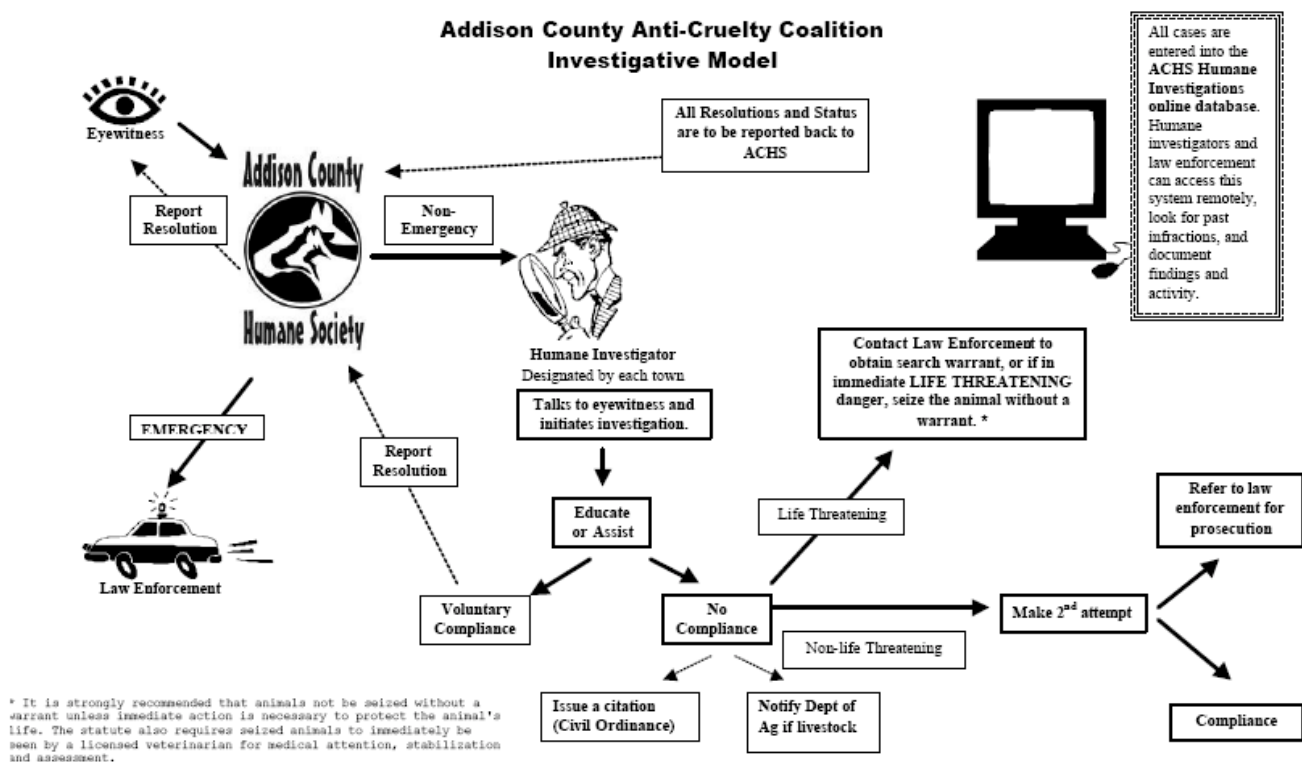 Addison County Anti-Cruelty Coalition
Investigative Model
All cases are
entered into the
ACHS Humane
Investigations
online database.
Humane
investigators and
law enforcement
can access this
system remotely,
look for past
infractions, and
document
findings and
activity.
Eyewitness
All Resolutions and Status
are to be reported back to
ACHS
Addison County
Humane Society
Report
Resolution
Non-
Emergency
Humane Investigator
Designated by each town
Talks to eyewitness and
initiates investigation.
Contact Law Enforcement to
obtain search warrant, or if in
immediate LIFE THREATENING
danger, seize the animal without a
warrant. *
EMERGENCY
Law Enforcement
Report
Resolution
Educate
or Assist
Life Threatening
Refer to law
enforcement for
prosecution
Voluntary
Compliance
No
Compliance
Non-life Threatening
Make 2nd attempt
Issue a citation
(Civil Ordinance)
Notify Dept of
Ag if livestock
Compliance
* It is strongly recommended that animals not be seized without a
warrant unless immediate action is necessary to protect the animal's
life. The statute also requires seized animals to immediately be
seen by a licensed veterinarian for medical attention, stabilization
and assessment.